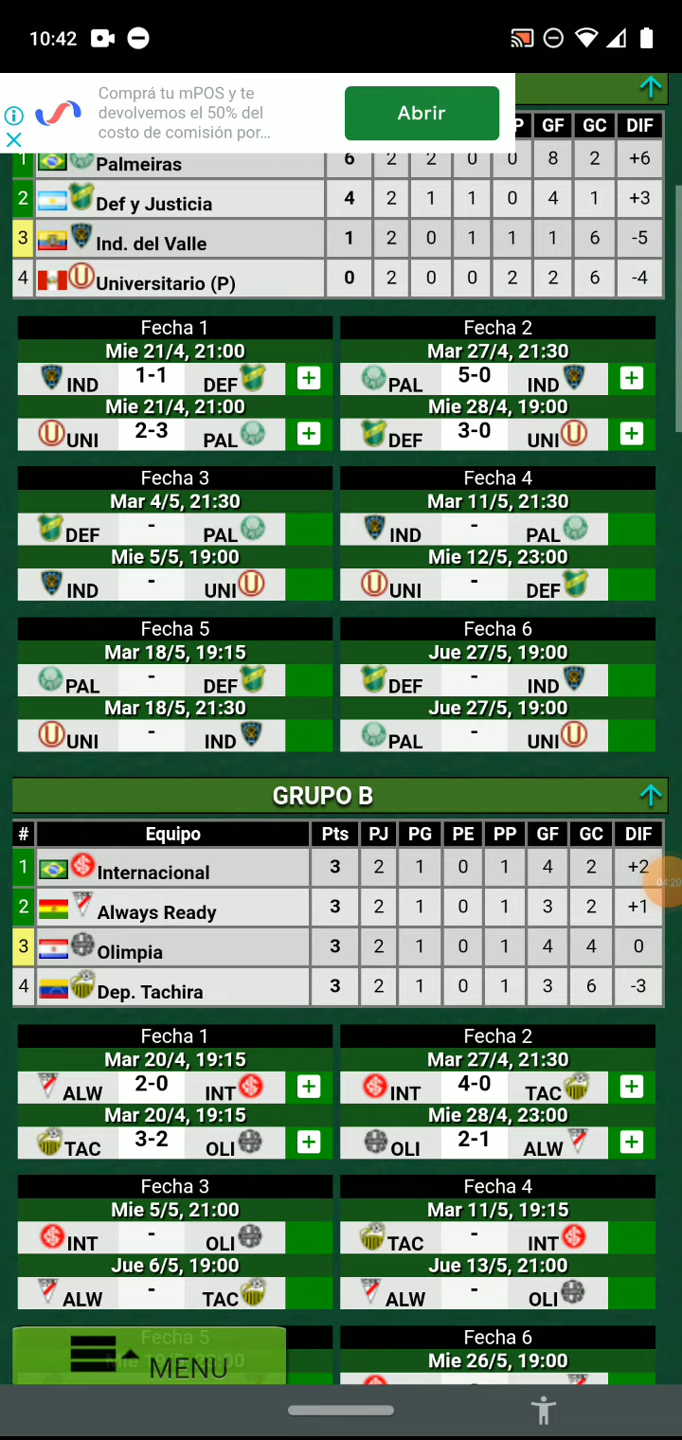 10:42
Comprá tu mPOS y te
devolvemos el 50% del
costo de comisión por...
Abrir
P GF GC DIF
1 Palmeiras 6 2 2 0 0 8 2 +6
2 Def y Justicia 4 2 1 1 0 4 1 +3
3 Ind. del Valle 1 2 0 1 1 1 6 -5
4 Universitario (P) 0 2 0 0 2 2 6 -4
Fecha 1
Mie 21/4, 21:00
IND 1-1 DEF +
Mie 21/4, 21:00
UNI 2-3 PAL +
Fecha 2
Mar 27/4, 21:30
PAL 5-0 IND +
Mie 28/4, 19:00
DEF 3-0 UNI +
Fecha 3
Mar 4/5, 21:30
DEF - PAL
Mie 5/5, 19:00
IND - UNI
Fecha 4
Mar 11/5, 21:30
IND - PAL
Mie 12/5, 23:00
UNI - DEF
Fecha 5
Mar 18/5, 19:15
PAL - DEF
Mar 18/5, 21:30
UNI - IND
Fecha 6
Jue 27/5, 19:00
DEF - IND
Jue 27/5, 19:00
PAL - UNI
GRUPO B
# Equipo Pts PJ PG PE PP GF GC DIF
1 Internacional 3 2 1 0 1 4 2 +2
04:20
2 Always Ready 3 2 1 0 1 3 2 +1
3 Olimpia 3 2 1 0 1 4 4 0
4 Dep. Tachira 3 2 1 0 1 3 6 -3
Fecha 1
Mar 20/4, 19:15
ALW 2-0 INT +
Mar 20/4, 19:15
TAC 3-2 OLI +
Fecha 2
Mar 27/4, 21:30
INT 4-0 TAC +
Mie 28/4, 23:00
OLI 2-1 ALW +
Fecha 3
Mie 5/5, 21:00
INT - OLI
Jue 6/5, 19:00
ALW - TAC
Fecha 4
Mar 11/5, 19:15
TAC - INT
Jue 13/5, 21:00
ALW - OLI
Fecha 5
MENU
Fecha 6
Mie 26/5, 19:00